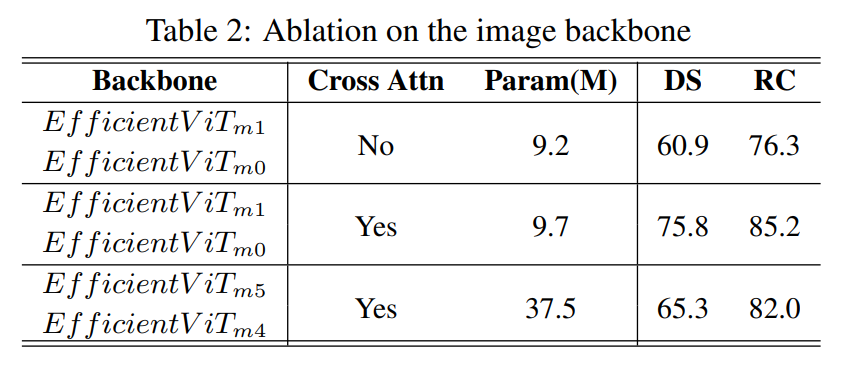 Table 2: Ablation on the image backbone
Backbone Cross Attn Param(M) DS RC
EfficientViT_{m1}
EfficientViT_{m0} No 9.2 60.9 76.3
EfficientViT_{m1}
EfficientViT_{m0} Yes 9.7 75.8 85.2
EfficientViT_{m5}
EfficientViT_{m4} Yes 37.5 65.3 82.0